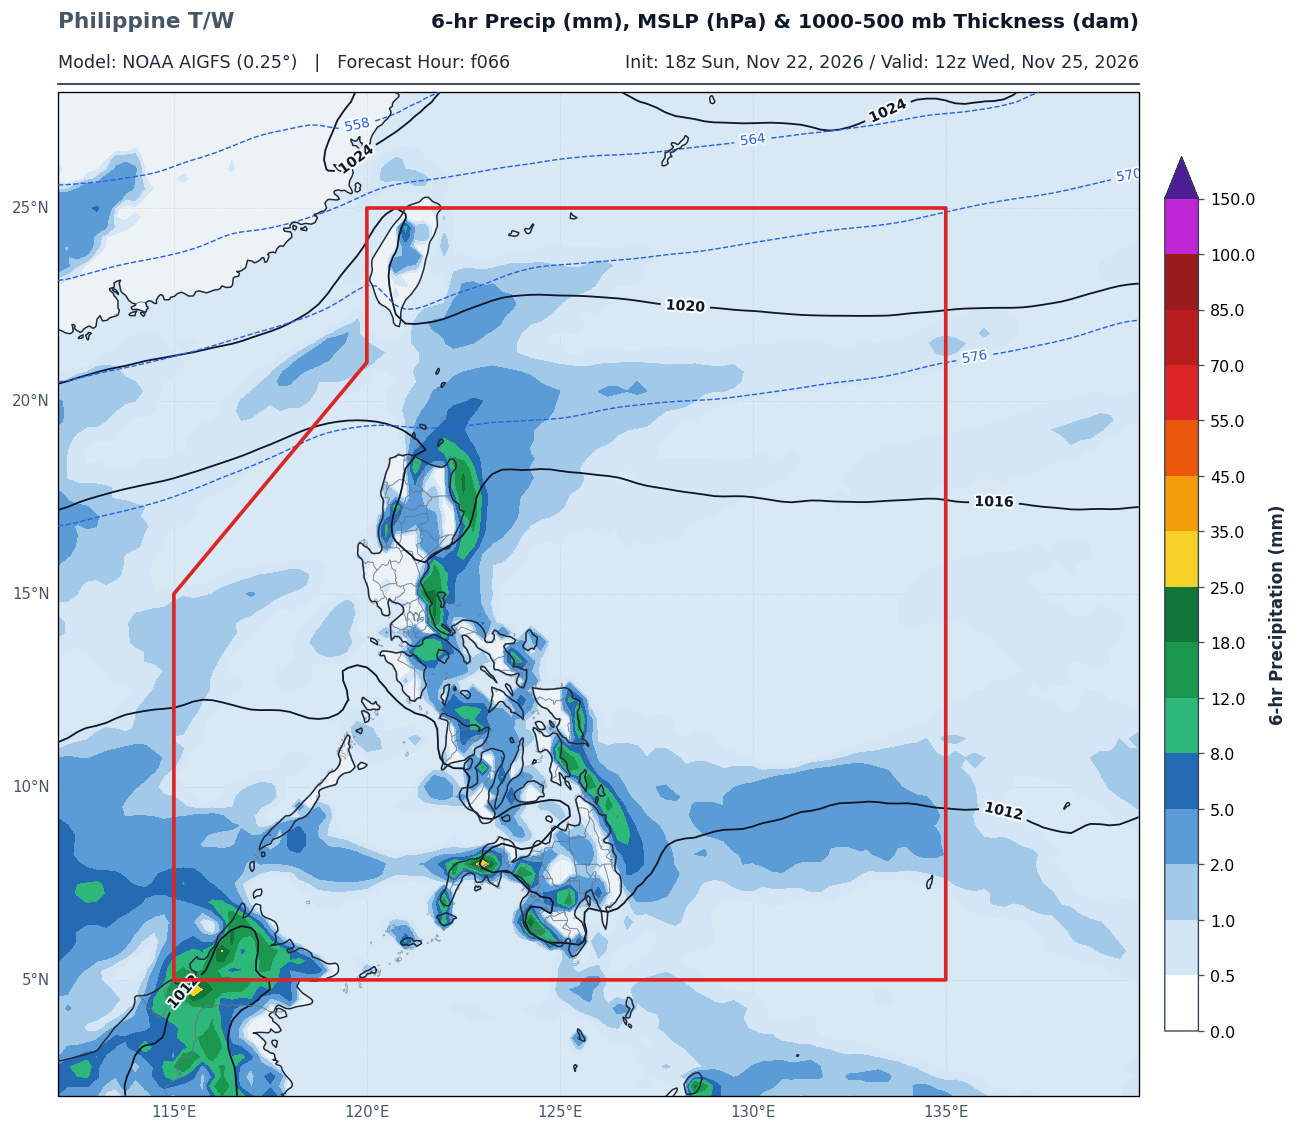 Philippine T/W
6-hr Precip (mm), MSLP (hPa) & 1000-500 mb Thickness (dam)
Model: NOAA AIGFS (0.25°) | Forecast Hour: f066
Init: 18z Sun, Nov 22, 2026 / Valid: 12z Wed, Nov 25, 2026
558
1024
1024
564
570
1020
576
1016
1012
1012
25°N
20°N
15°N
10°N
5°N
115°E
120°E
125°E
130°E
135°E
150.0
100.0
85.0
70.0
55.0
45.0
35.0
25.0
18.0
12.0
8.0
5.0
2.0
1.0
0.5
0.0
6-hr Precipitation (mm)